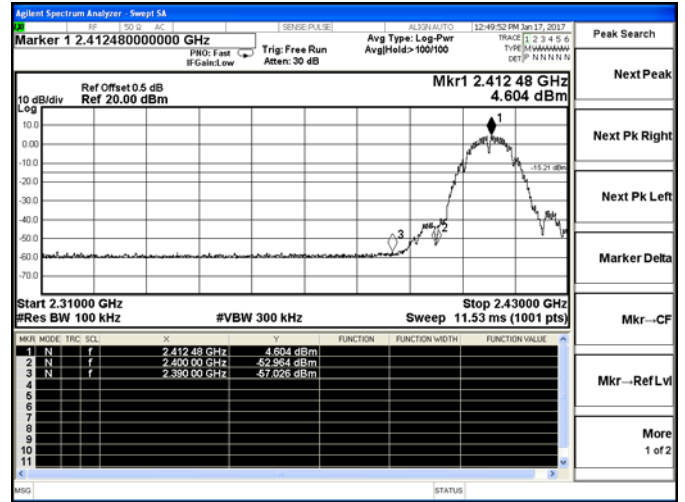 Agilent Spectrum Analyzer - Swept SA
RF 50 Ω AC SENSE:PULSE ALIGNAUTO 12:49:52 PM Jan 17, 2017
Marker 1 2.412480000000 GHz
PNO: Fast
IFGain:Low
Trig: Free Run
Atten: 30 dB
Avg Type: Log-Pwr
Avg|Hold>100/100
TRACE 1 2 3 4 5 6
TYPE MWWWWW
DET P NNNNN
Peak Search
Ref Offset 0.5 dB
10 dB/div Ref 20.00 dBm
Log
Mkr1 2.412 48 GHz
4.604 dBm
10.0
0.00
-10.0
-20.0
-30.0
-40.0
-50.0
-60.0
-70.0
1
-15.21 dBm
2
3
Start 2.31000 GHz Stop 2.43000 GHz
#Res BW 100 kHz #VBW 300 kHz Sweep 11.53 ms (1001 pts)
MKR MODE TRC SCL X Y FUNCTION FUNCTION WIDTH FUNCTION VALUE
1 N f 2.412 48 GHz 4.604 dBm
2 N f 2.400 00 GHz -52.964 dBm
3 N f 2.390 00 GHz -57.026 dBm
4
5
6
7
8
9
10
11
MSG STATUS
Next Peak
Next Pk Right
Next Pk Left
Marker Delta
Mkr→CF
Mkr→Ref Lvl
More
1 of 2